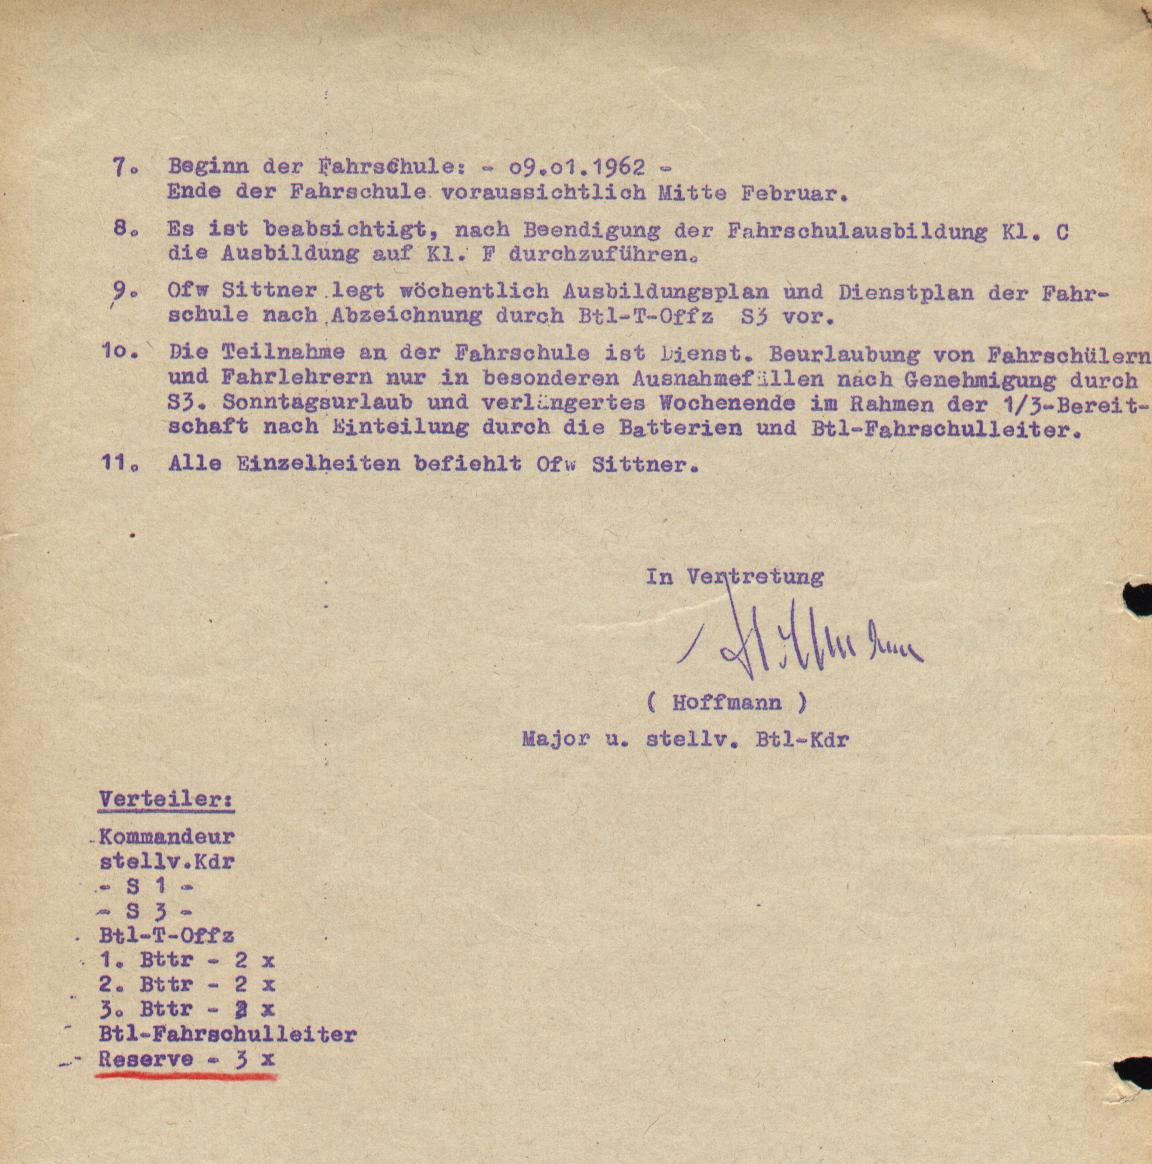 7. Beginn der Fahrschule: - o9.o1.1962 -
Ende der Fahrschule voraussichtlich Mitte Februar.
8. Es ist beabsichtigt, nach Beendigung der Fahrschulausbildung Kl. C
die Ausbildung auf Kl. F durchzuführen.
9. Ofw Sittner legt wöchentlich Ausbildungsplan und Dienstplan der Fahr-
schule nach Abzeichnung durch Btl-T-Offz S3 vor.
1o. Die Teilnahme an der Fahrschule ist Dienst. Beurlaubung von Fahrschülern
und Fahrlehrern nur in besonderen Ausnahmefällen nach Genehmigung durch
S3. Sonntagsurlaub und verlängertes Wochenende im Rahmen der 1/3-Bereit-
schaft nach Einteilung durch die Batterien und Btl-Fahrschulleiter.
11. Alle Einzelheiten befiehlt Ofw Sittner.
In Vertretung
Hoffmann
( Hoffmann )
Major u. stellv. Btl-Kdr
Verteiler:
Kommandeur
stellv.Kdr
- S 1 -
- S 3 -
Btl-T-Offz
1. Bttr - 2 x
2. Bttr - 2 x
3. Bttr - 2 x
Btl-Fahrschulleiter
Reserve - 3 x